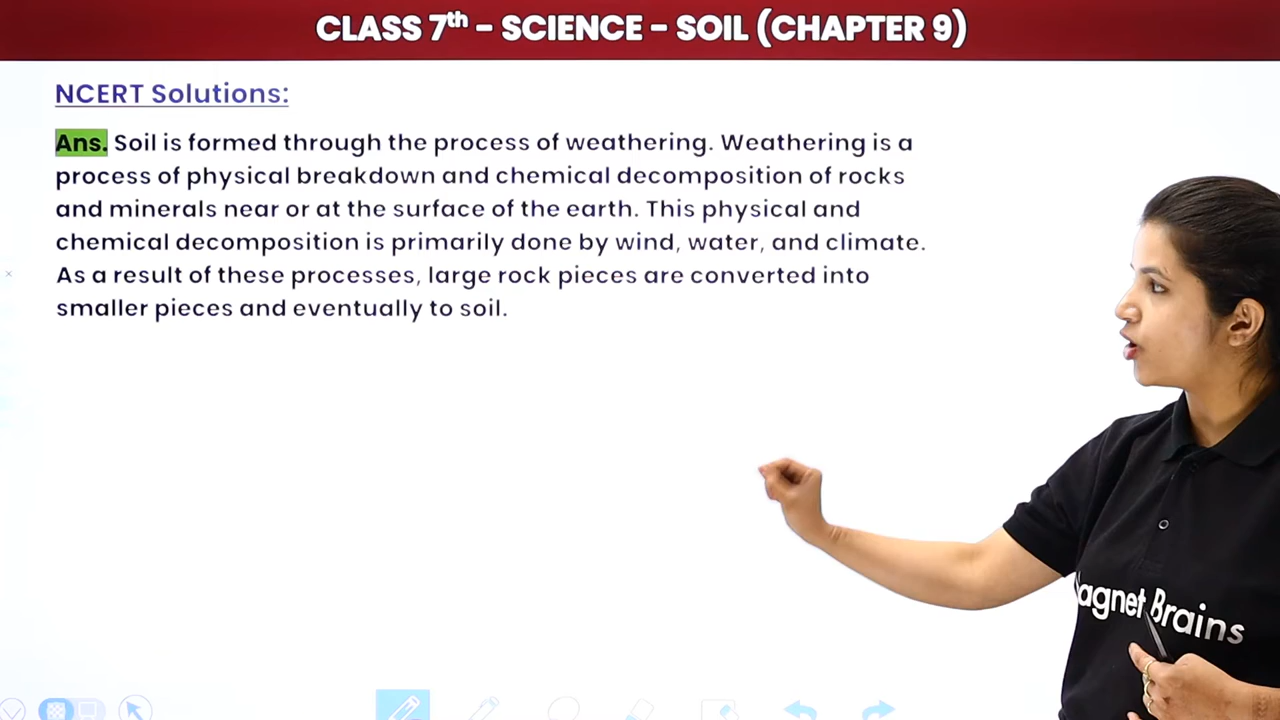 CLASS 7th - SCIENCE - SOIL (CHAPTER 9)
NCERT Solutions:
Ans. Soil is formed through the process of weathering. Weathering is a
process of physical breakdown and chemical decomposition of rocks
and minerals near or at the surface of the earth. This physical and
chemical decomposition is primarily done by wind, water, and climate.
As a result of these processes, large rock pieces are converted into
smaller pieces and eventually to soil.
agnet Brains